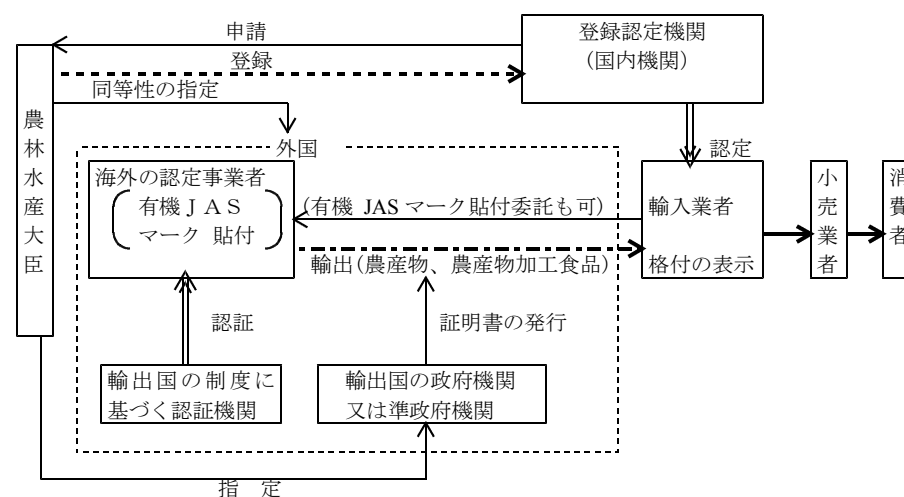 申請
登録認定機関
（国内機関）
登録
同等性の指定
農林水産大臣
外国
認定
海外の認定事業者
有機ＪＡＳ
マーク 貼付
(有機 JAS マーク貼付委託も可)
輸入業者
格付の表示
小売業者
消費者
輸出(農産物、農産物加工食品)
認証
証明書の発行
輸出国の制度に
基づく認証機関
輸出国の政府機関
又は準政府機関
指 定